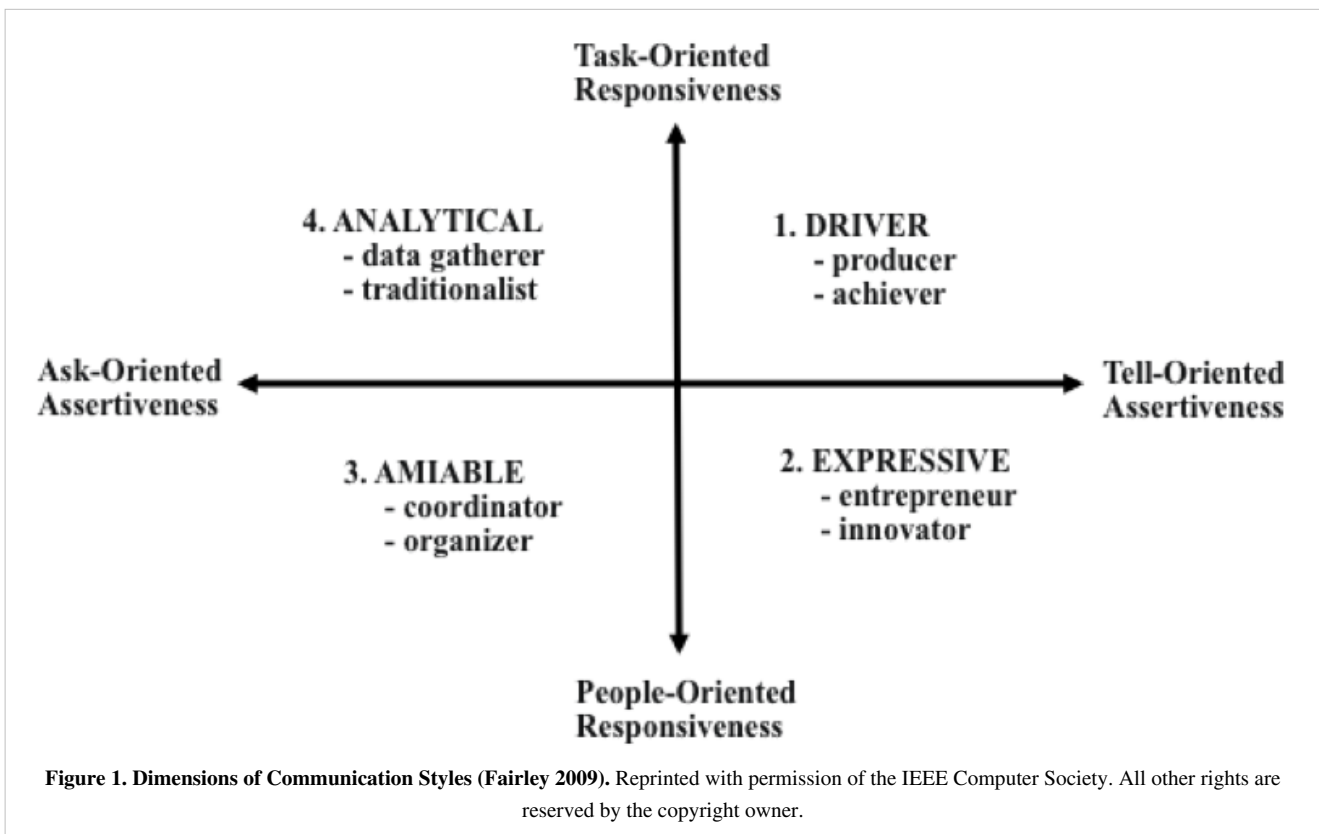 Task-Oriented
Responsiveness
4. ANALYTICAL
- data gatherer
- traditionalist
1. DRIVER
- producer
- achiever
Ask-Oriented
Assertiveness
Tell-Oriented
Assertiveness
3. AMIABLE
- coordinator
- organizer
2. EXPRESSIVE
- entrepreneur
- innovator
People-Oriented
Responsiveness
Figure 1. Dimensions of Communication Styles (Fairley 2009). Reprinted with permission of the IEEE Computer Society. All other rights are
reserved by the copyright owner.